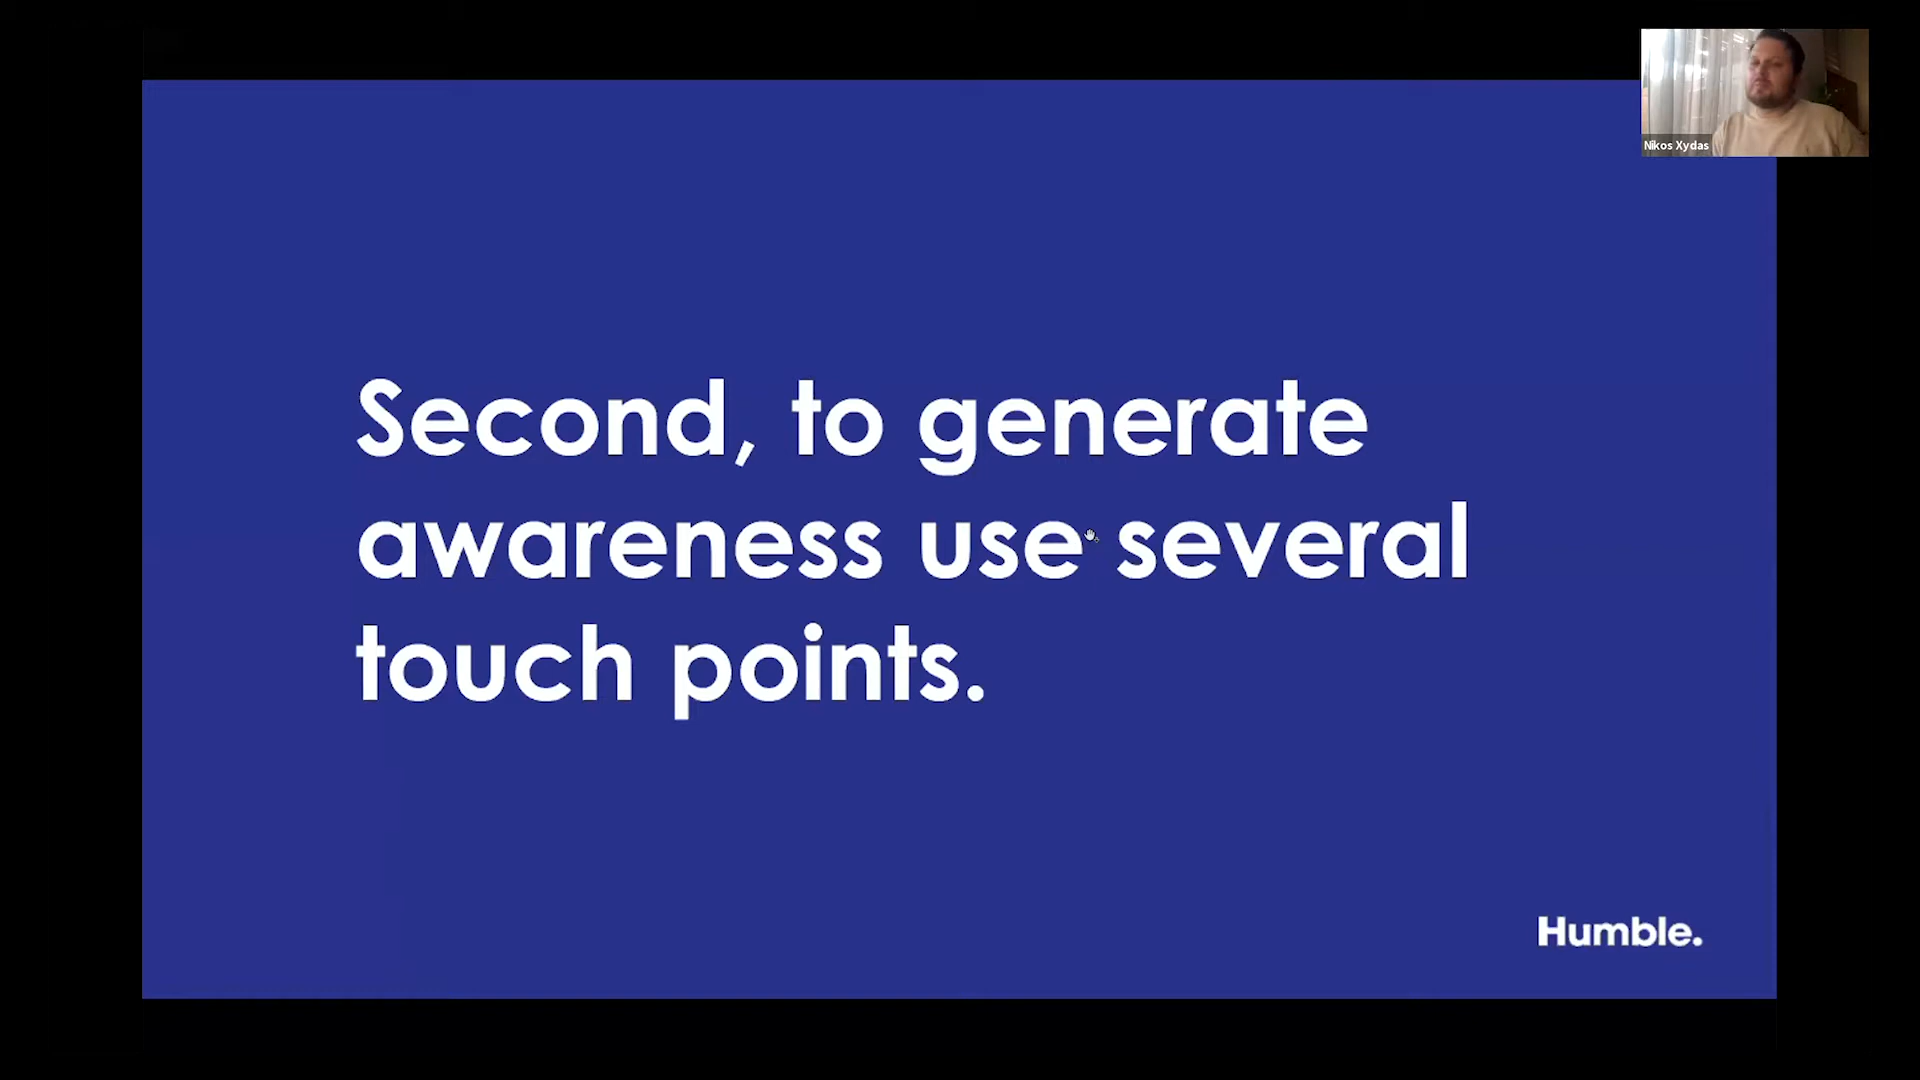 Nikos Xydas
Second, to generate
awareness use several
touch points.
Humble.